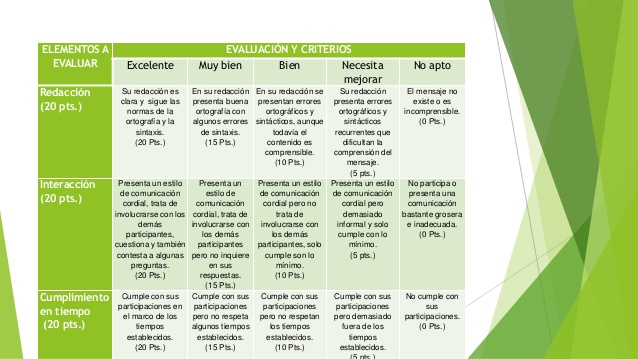 ELEMENTOS A
EVALUAR
EVALUACIÓN Y CRITERIOS
Excelente
Muy bien
Bien
Necesita
mejorar
No apto
Redacción
(20 pts.)
Su redacción es
clara y sigue las
normas de la
ortografía y la
sintaxis.
(20 Pts.)
En su redacción
presenta buena
ortografía con
algunos errores
de sintaxis.
(15 Pts.)
En su redacción se
presentan errores
ortográficos y
sintácticos, aunque
todavía el
contenido es
comprensible.
(10 Pts.)
Su redacción
presenta errores
ortográficos y
sintácticos
recurrentes que
dificultan la
comprensión del
mensaje.
(5 pts.)
El mensaje no
existe o es
incomprensible.
(0 Pts.)
Interacción
(20 pts.)
Presenta un estilo
de comunicación
cordial, trata de
involucrarse con los
demás
participantes,
cuestiona y también
contesta a algunas
preguntas.
(20 Pts.)
Presenta un
estilo de
comunicación
cordial, trata de
involucrarse con
los demás
participantes
pero no inquiere
en sus
respuestas.
(15 Pts.)
Presenta un estilo
de comunicación
cordial pero no
trata de
involucrarse con
los demás
participantes, solo
cumple son lo
mínimo.
(10 Pts.)
Presenta un estilo
de comunicación
cordial pero
demasiado
informal y solo
cumple con lo
mínimo.
(5 pts.)
No participa o
presenta una
comunicación
bastante grosera
e inadecuada.
(0 Pts.)
Cumplimiento
en tiempo
(20 pts.)
Cumple con sus
participaciones en
el marco de los
tiempos
establecidos.
(20 Pts.)
Cumple con sus
participaciones
pero no respeta
algunos tiempos
establecidos.
(15 Pts.)
Cumple con sus
participaciones
pero no respetan
los tiempos
establecidos.
(10 Pts.)
Cumple con sus
participaciones
pero demasiado
fuera de los
tiempos
establecidos.
(5 pts.)
No cumple con
sus
participaciones.
(0 Pts.)